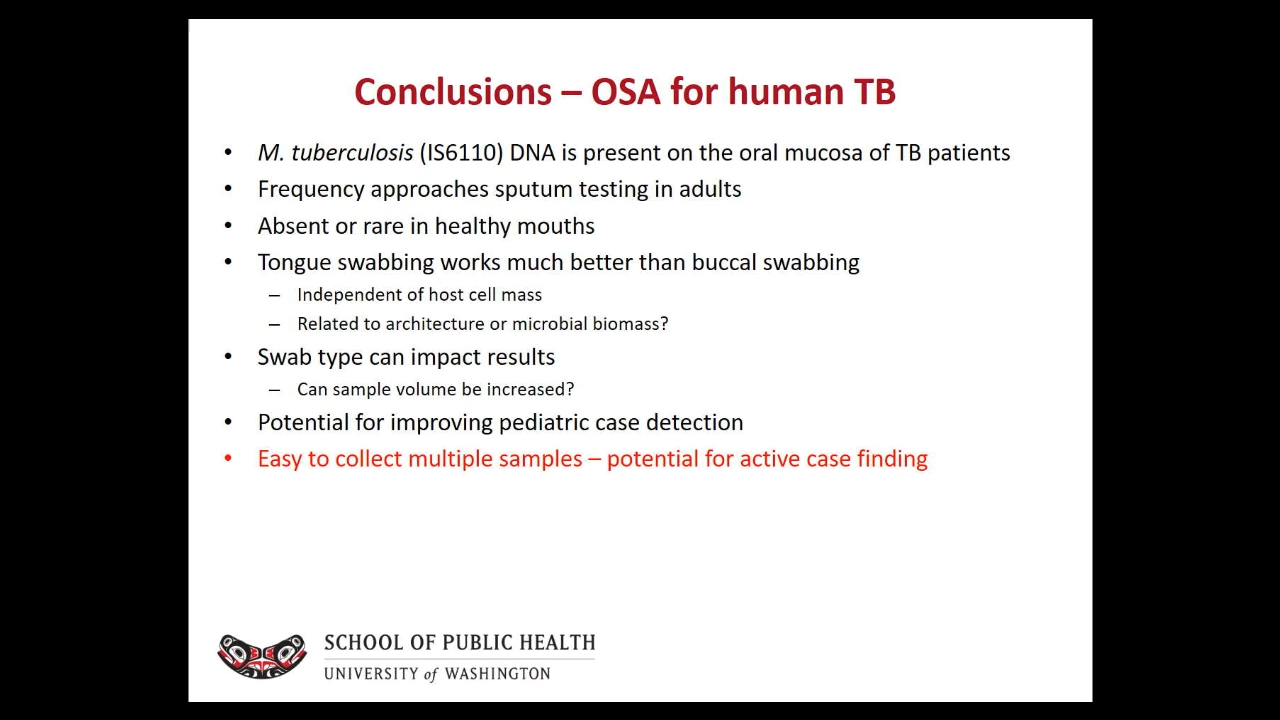 Conclusions – OSA for human TB
• M. tuberculosis (IS6110) DNA is present on the oral mucosa of TB patients
• Frequency approaches sputum testing in adults
• Absent or rare in healthy mouths
• Tongue swabbing works much better than buccal swabbing
– Independent of host cell mass
– Related to architecture or microbial biomass?
• Swab type can impact results
– Can sample volume be increased?
• Potential for improving pediatric case detection
• Easy to collect multiple samples – potential for active case finding
SCHOOL OF PUBLIC HEALTH
UNIVERSITY of WASHINGTON